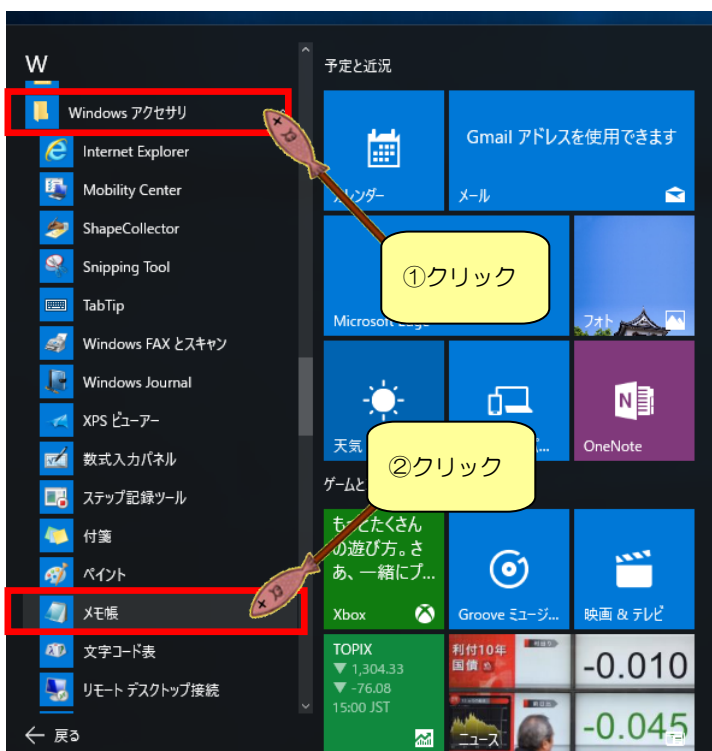 W
Windows アクセサリ
Internet Explorer
Mobility Center
ShapeCollector
Snipping Tool
TabTip
Windows FAX とスキャン
Windows Journal
XPS ビューアー
数式入力パネル
ステップ記録ツール
付箋
ペイント
メモ帳
文字コード表
リモート デスクトップ接続
戻る
予定と近況
カレンダー
Gmail アドレスを使用できます
メール
①クリック
Microsoft Edge
フォト
天気
OneNote
②クリック
ゲームと
もっとたくさん
の遊び方。さ
あ、一緒にプ...
Xbox
Groove ミュージ...
映画 & テレビ
TOPIX
▼ 1,304.33
▼ -76.08
15:00 JST
利付10年
国債
-0.010
-0.045
ニュース